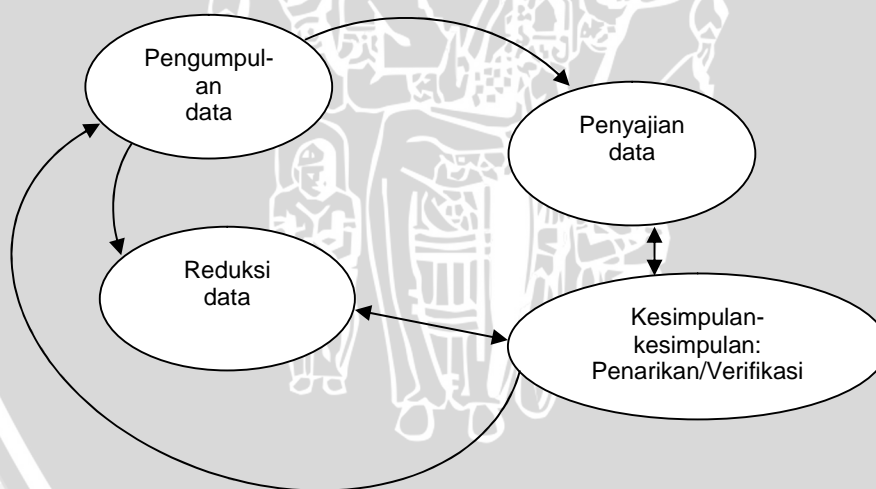 Pengumpul-
an
data
Penyajian
data
Reduksi
data
Kesimpulan-
kesimpulan:
Penarikan/Verifikasi